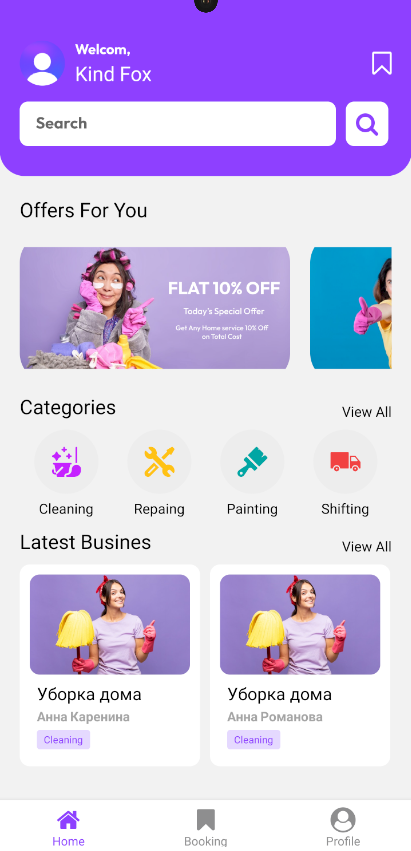 Welcom,
Kind Fox
Search
Offers For You
FLAT 10% OFF
Today's Special Offer
Get Any Home service 10% Off
on Total Cost
Categories
View All
Cleaning
Repaing
Painting
Shifting
Latest Busines
View All
Уборка дома
Анна Каренина
Cleaning
Уборка дома
Анна Романова
Cleaning
Home
Booking
Profile